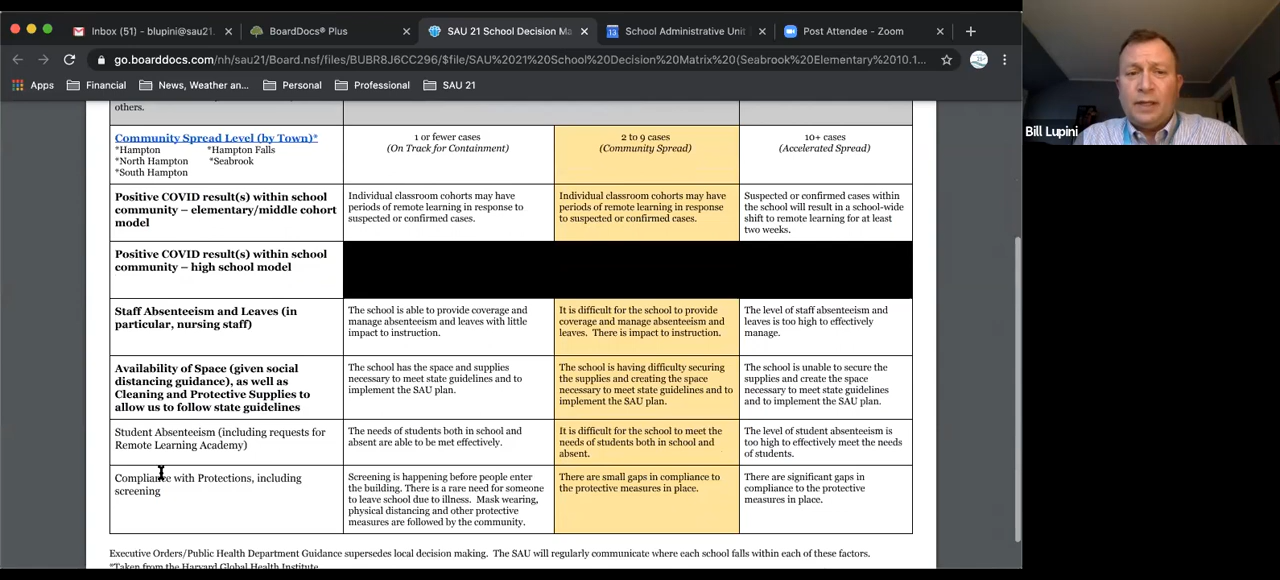 Inbox (51) - blupini@sau21.
BoardDocs® Plus
SAU 21 School Decision Ma
School Administrative Unit
Post Attendee - Zoom
go.boarddocs.com/nh/sau21/Board.nsf/files/BUBR8J6CC296/$file/SAU%2021%20School%20Decision%20Matrix%20(Seabrook%20Elementary%2010.1...
Apps
Financial
News, Weather an...
Personal
Professional
SAU 21
Bill Lupini
others.
Community Spread Level (by Town)*
*Hampton *Hampton Falls
*North Hampton *Seabrook
*South Hampton
1 or fewer cases
(On Track for Containment)
2 to 9 cases
(Community Spread)
10+ cases
(Accelerated Spread)
Positive COVID result(s) within school
community – elementary/middle cohort
model
Individual classroom cohorts may have
periods of remote learning in response to
suspected or confirmed cases.
Individual classroom cohorts may have
periods of remote learning in response
to suspected or confirmed cases.
Suspected or confirmed cases within
the school will result in a school-wide
shift to remote learning for at least
two weeks.
Positive COVID result(s) within school
community – high school model
Staff Absenteeism and Leaves (in
particular, nursing staff)
The school is able to provide coverage and
manage absenteeism and leaves with little
impact to instruction.
It is difficult for the school to provide
coverage and manage absenteeism and
leaves. There is impact to instruction.
The level of staff absenteeism and
leaves is too high to effectively
manage.
Availability of Space (given social
distancing guidance), as well as
Cleaning and Protective Supplies to
allow us to follow state guidelines
The school has the space and supplies
necessary to meet state guidelines and to
implement the SAU plan.
The school is having difficulty securing
the supplies and creating the space
necessary to meet state guidelines and to
implement the SAU plan.
The school is unable to secure the
supplies and create the space
necessary to meet state guidelines
and to implement the SAU plan.
Student Absenteeism (including requests for
Remote Learning Academy)
The needs of students both in school and
absent are able to be met effectively.
It is difficult for the school to meet the
needs of students both in school and
absent.
The level of student absenteeism is
too high to effectively meet the needs
of students.
Compliance with Protections, including
screening
Screening is happening before people enter
the building. There is a rare need for someone
to leave school due to illness. Mask wearing,
physical distancing and other protective
measures are followed by the community.
There are small gaps in compliance to
the protective measures in place.
There are significant gaps in
compliance to the protective
measures in place.
Executive Orders/Public Health Department Guidance supersedes local decision making. The SAU will regularly communicate where each school falls within each of these factors.
*Taken from the Harvard Global Health Institute